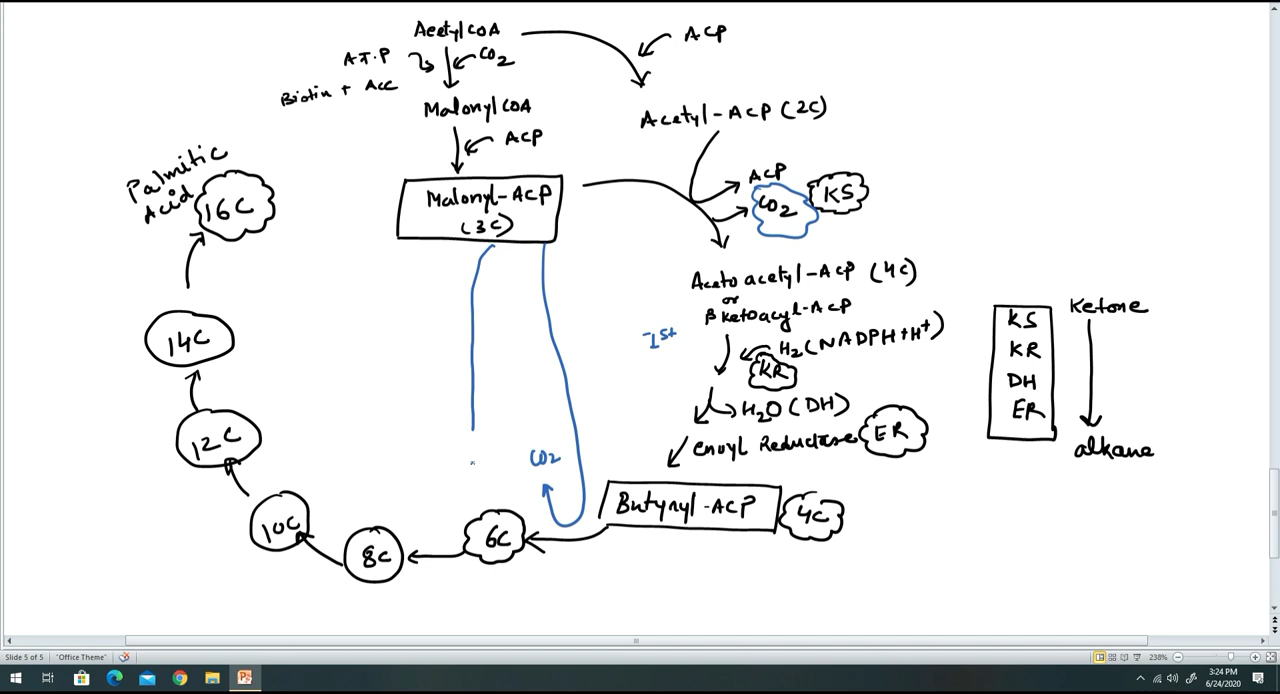 Acetyl COA
ATP
CO2
ACP
Biotin + Acc
Malonyl COA
Acetyl-ACP (2C)
ACP
Palmitic
Acid
16C
Malonyl-ACP
(3C)
ACP
CO2
KS
Aceto acetyl-ACP (4C)
or
β ketoacyl-ACP
1st
H2(NADPH+H+)
KR
H2O (DH)
enoyl Reductase
ER
KS
KR
DH
ER
Ketone
alkane
14C
12C
CO2
Butyryl-ACP
4C
10C
8C
6C
Slide 5 of 5
"Office Theme"
238%
3:24 PM
6/24/2020